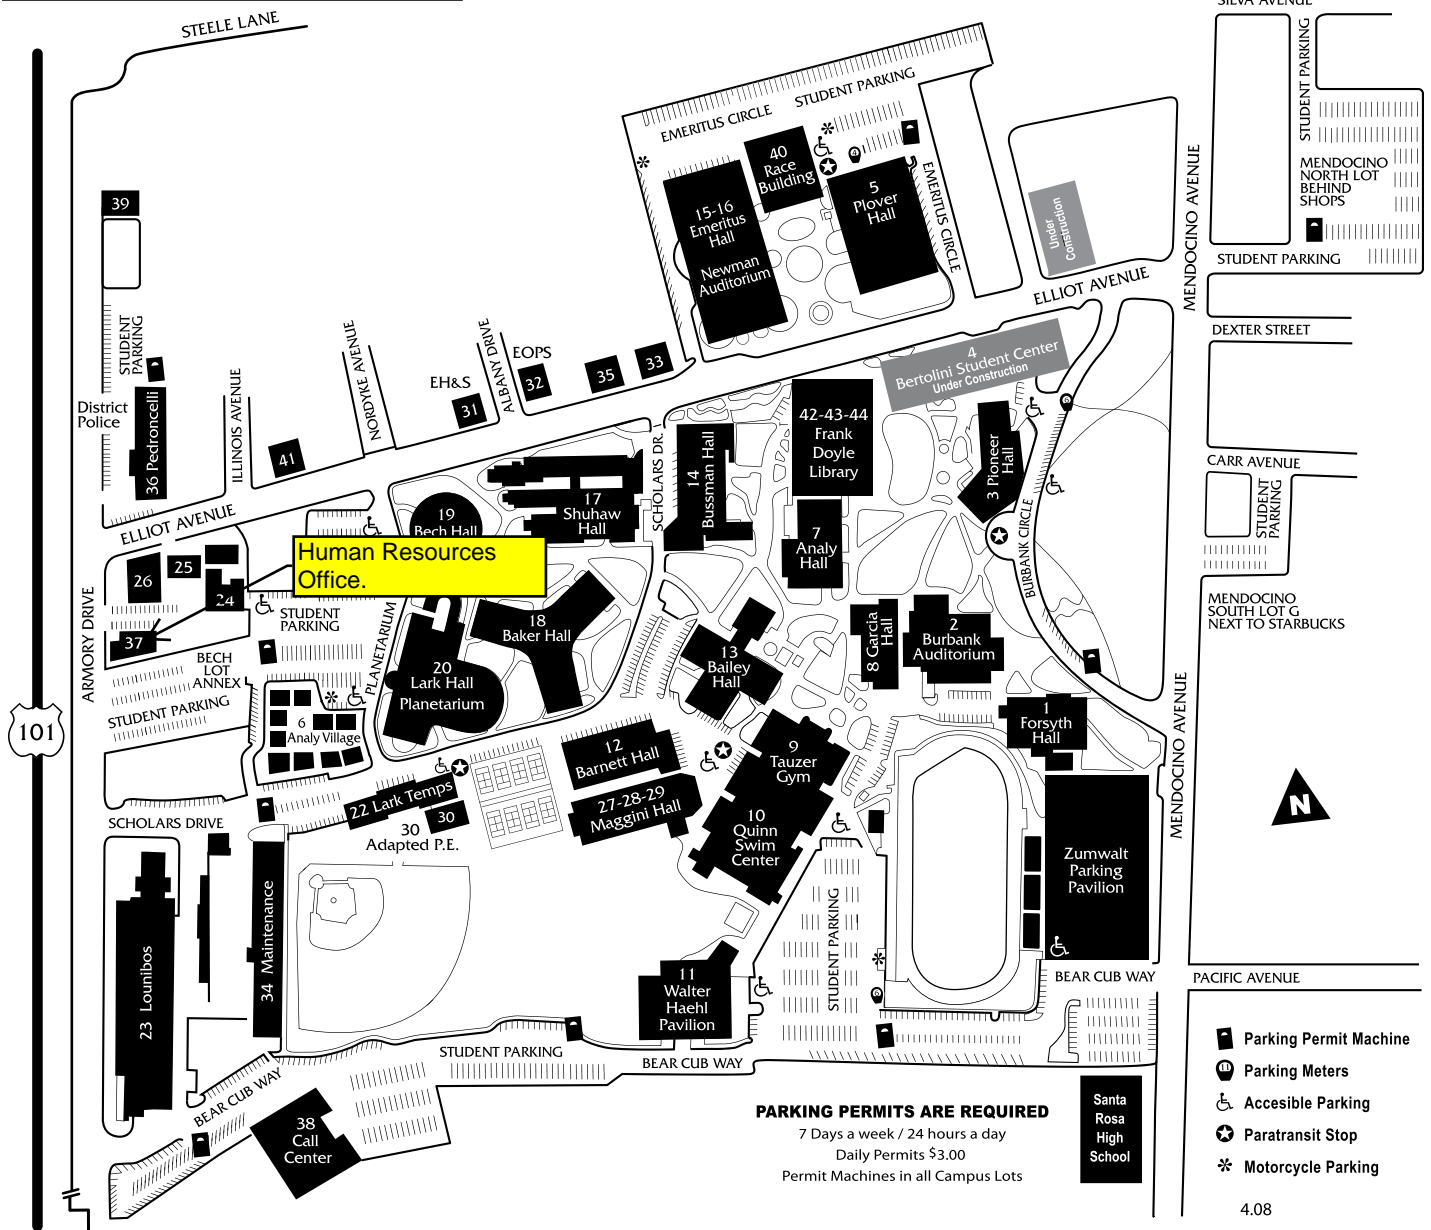 SILVA AVENUE
STEELE LANE
STUDENT PARKING
STUDENT PARKING
EMERITUS CIRCLE
MENDOCINO
NORTH LOT
BEHIND
SHOPS
STUDENT PARKING
MENDOCINO AVENUE
EMERITUS CIRCLE
40
Race
Building
5
Plover
Hall
15-16
Emeritus
Hall
Newman
Auditorium
Under
Construction
39
ELLIOT AVENUE
DEXTER STREET
STUDENT
PARKING
District
Police
36 Pedroncelli
ILLINOIS AVENUE
NORDYKE AVENUE
ALBANY DRIVE
EOPS
32
35
33
EH&S
31
41
4
Bertolini Student Center
Under Construction
42-43-44
Frank
Doyle
Library
3 Pioneer
Hall
CARR AVENUE
STUDENT
PARKING
SCHOLARS DR.
14
Bussman Hall
17
Shuhaw
Hall
19
Bech Hall
7
Analy
Hall
BURBANK CIRCLE
ELLIOT AVENUE
Human Resources
Office.
26
25
24
37
ARMORY DRIVE
STUDENT
PARKING
PLANETARIUM
18
Baker Hall
20
Lark Hall
Planetarium
13
Bailey
Hall
8 Garcia
Hall
2
Burbank
Auditorium
MENDOCINO
SOUTH LOT G
NEXT TO STARBUCKS
BECH
LOT
ANNEX
STUDENT PARKING
6
Analy Village
101
1
Forsyth
Hall
MENDOCINO AVENUE
12
Barnett Hall
9
Tauzer
Gym
27-28-29
Maggini Hall
10
Quinn
Swim
Center
22 Lark Temps
30
30
Adapted P.E.
SCHOLARS DRIVE
N
Zumwalt
Parking
Pavilion
34 Maintenance
23 Lounibos
STUDENT PARKING
11
Walter
Haehl
Pavilion
BEAR CUB WAY
PACIFIC AVENUE
STUDENT PARKING
BEAR CUB WAY
BEAR CUB WAY
38
Call
Center
Santa
Rosa
High
School
PARKING PERMITS ARE REQUIRED
7 Days a week / 24 hours a day
Daily Permits $3.00
Permit Machines in all Campus Lots
Parking Permit Machine
Parking Meters
Accesible Parking
Paratransit Stop
Motorcycle Parking
4.08